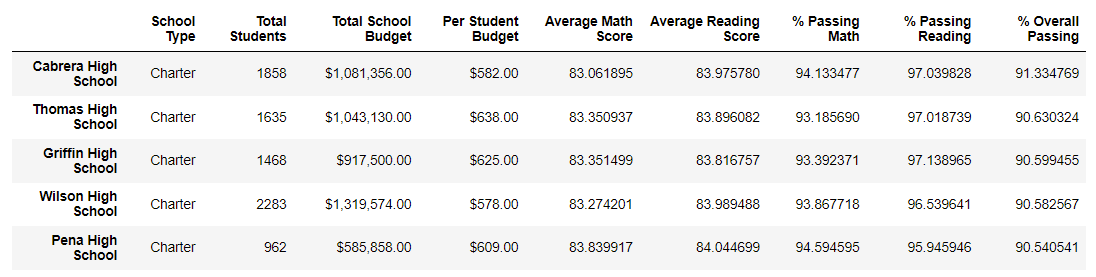 School Type Total Students Total School Budget Per Student Budget Average Math Score Average Reading Score % Passing Math % Passing Reading % Overall Passing
Cabrera High School Charter 1858 $1,081,356.00 $582.00 83.061895 83.975780 94.133477 97.039828 91.334769
Thomas High School Charter 1635 $1,043,130.00 $638.00 83.350937 83.896082 93.185690 97.018739 90.630324
Griffin High School Charter 1468 $917,500.00 $625.00 83.351499 83.816757 93.392371 97.138965 90.599455
Wilson High School Charter 2283 $1,319,574.00 $578.00 83.274201 83.989488 93.867718 96.539641 90.582567
Pena High School Charter 962 $585,858.00 $609.00 83.839917 84.044699 94.594595 95.945946 90.540541